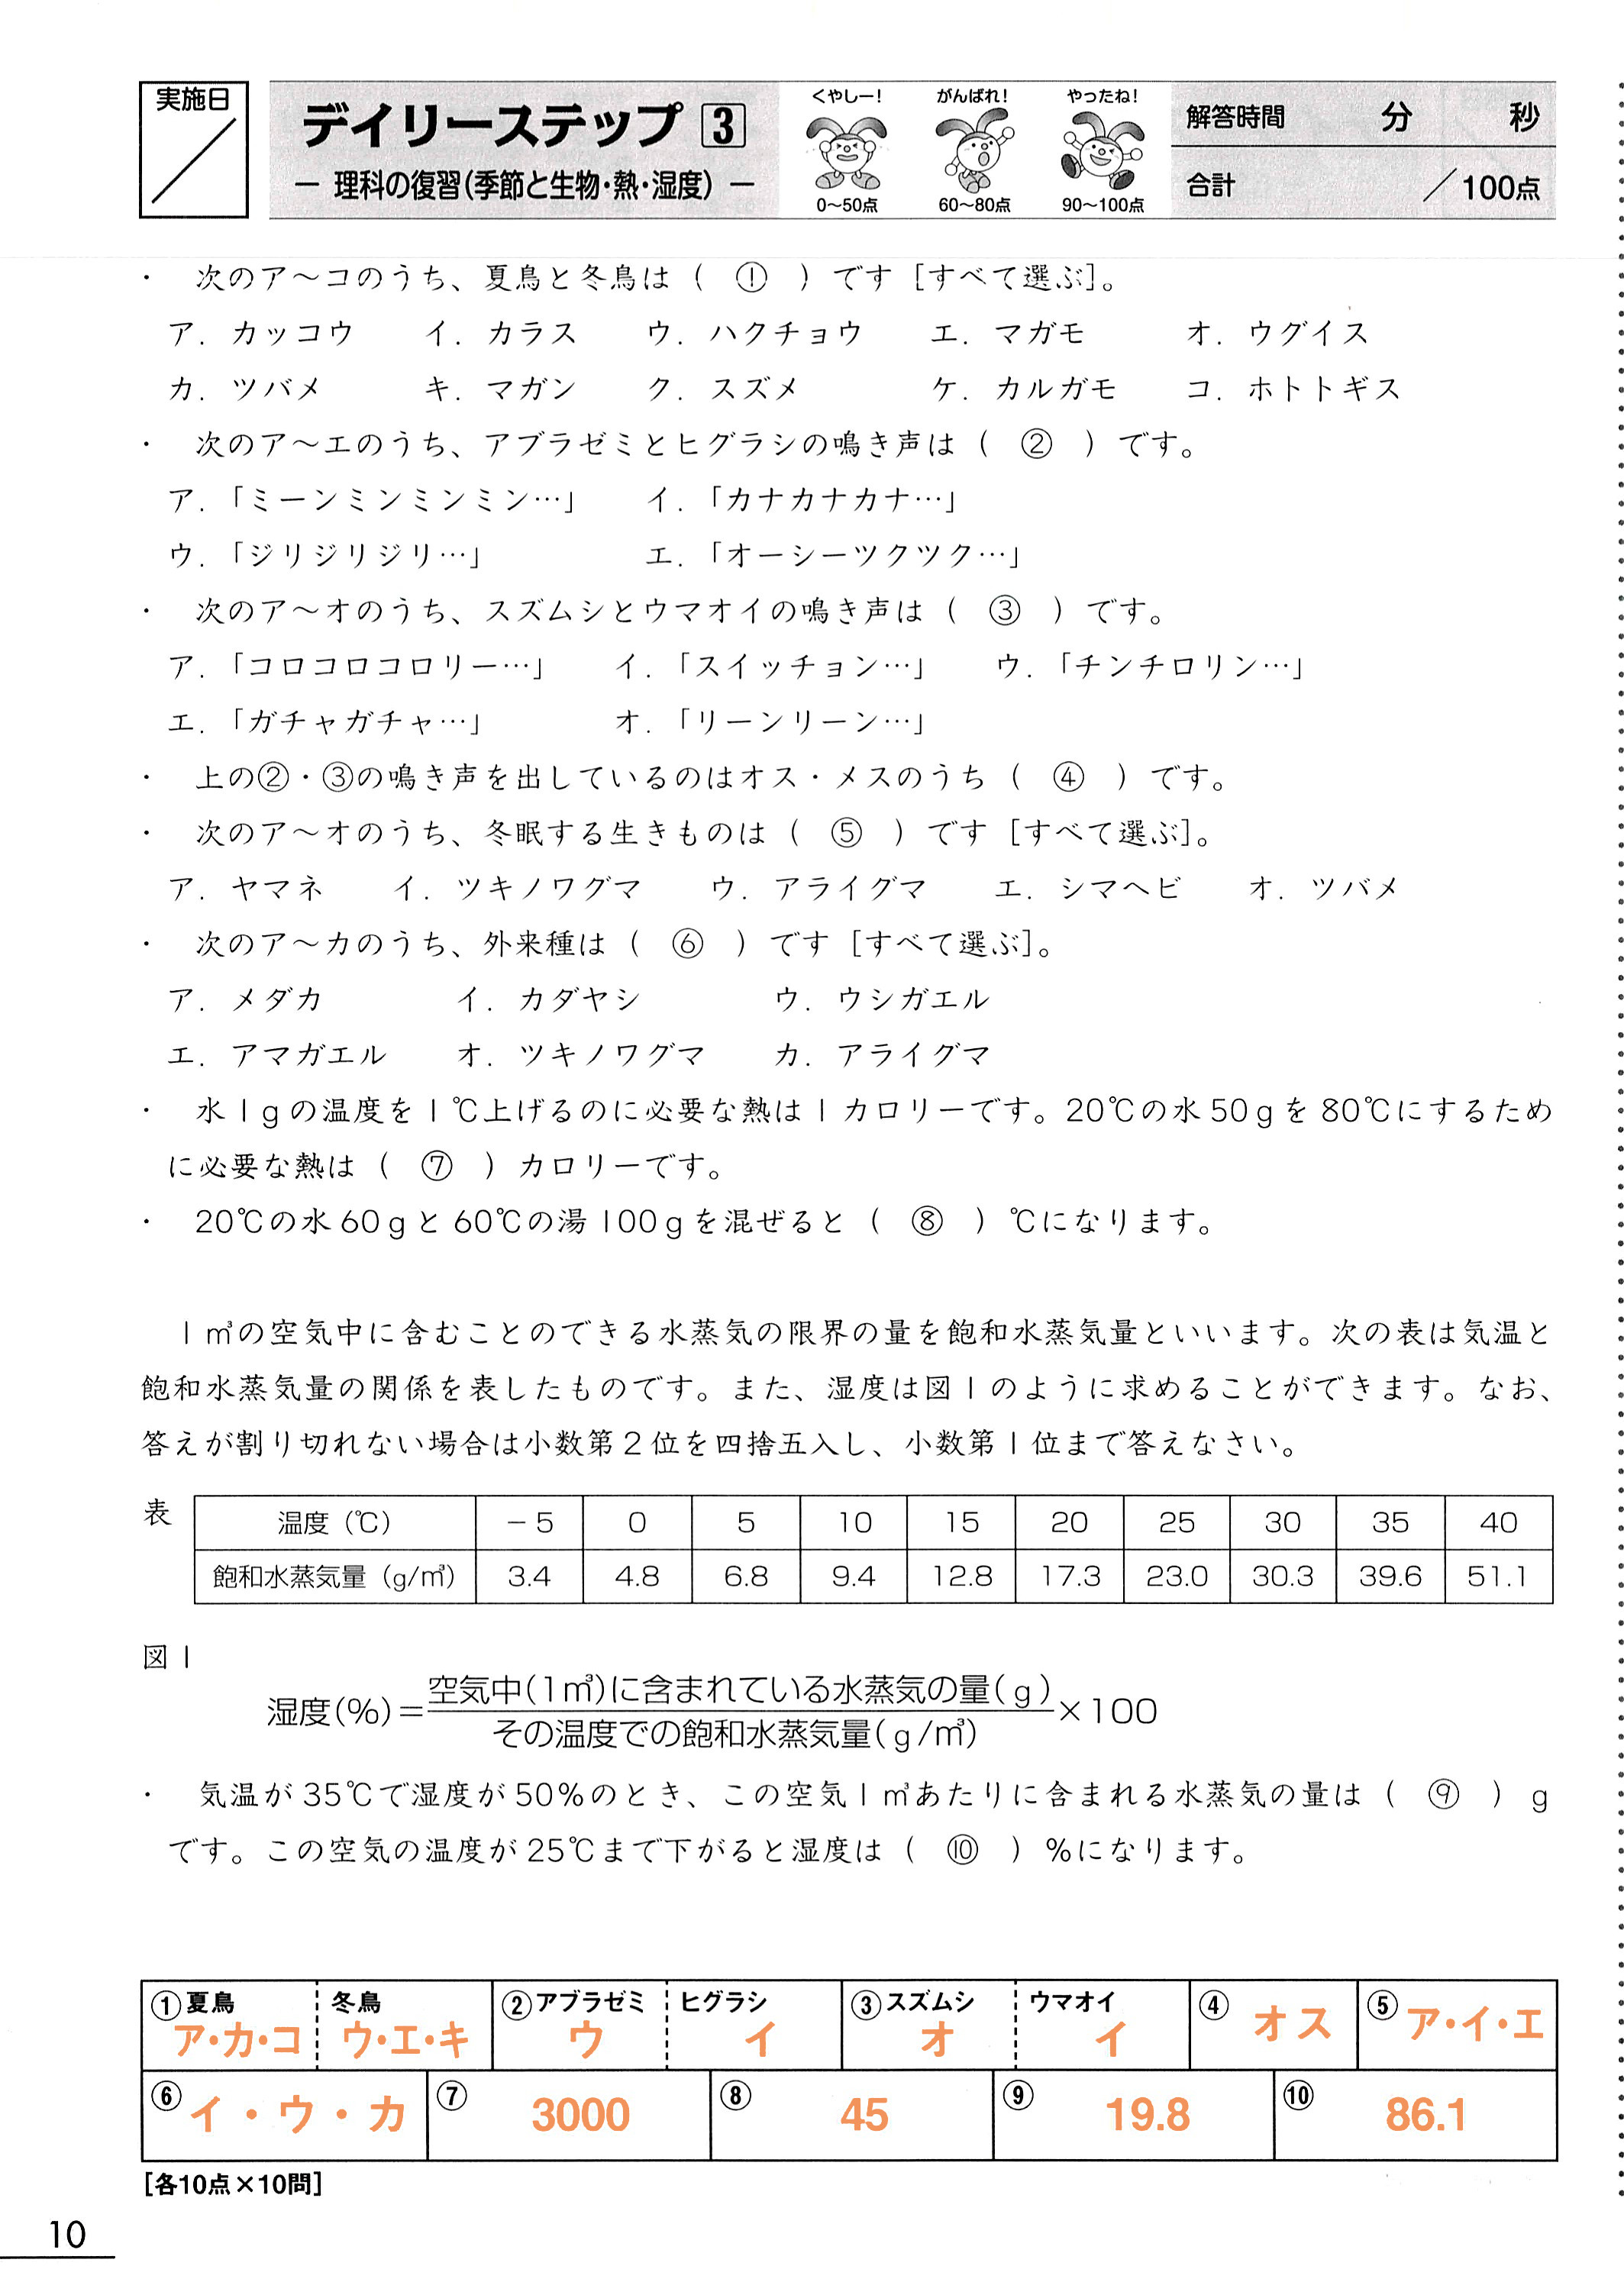 実施日
デイリーステップ 3
― 理科の復習(季節と生物・熱・湿度) ―
くやしー! がんばれ! やったね!
0〜50点 60〜80点 90〜100点
解答時間 分 秒
合計 /100点
・ 次のア〜コのうち、夏鳥と冬鳥は( ① )です[すべて選ぶ]。
ア. カッコウ イ. カラス ウ. ハクチョウ エ. マガモ オ. ウグイス
カ. ツバメ キ. マガン ク. スズメ ケ. カルガモ コ. ホトトギス
・ 次のア〜エのうち、アブラゼミとヒグラシの鳴き声は( ② )です。
ア.「ミーンミンミンミン…」 イ.「カナカナカナ…」
ウ.「ジリジリジリ…」 エ.「オーシーツクツク…」
・ 次のア〜オのうち、スズムシとウマオイの鳴き声は( ③ )です。
ア.「コロコロコロリー…」 イ.「スイッチョン…」 ウ.「チンチロリン…」
エ.「ガチャガチャ…」 オ.「リーンリーン…」
・ 上の②・③の鳴き声を出しているのはオス・メスのうち( ④ )です。
・ 次のア〜オのうち、冬眠する生きものは( ⑤ )です[すべて選ぶ]。
ア. ヤマネ イ. ツキノワグマ ウ. アライグマ エ. シマヘビ オ. ツバメ
・ 次のア〜カのうち、外来種は( ⑥ )です[すべて選ぶ]。
ア. メダカ イ. カダヤシ ウ. ウシガエル
エ. アマガエル オ. ツキノワグマ カ. アライグマ
・ 水1gの温度を1℃上げるのに必要な熱は1カロリーです。20℃の水50gを80℃にするため
に必要な熱は( ⑦ )カロリーです。
・ 20℃の水60gと60℃の湯100gを混ぜると( ⑧ )℃になります。
1㎥の空気中に含むことのできる水蒸気の限界の量を飽和水蒸気量といいます。次の表は気温と
飽和水蒸気量の関係を表したものです。また、湿度は図1のように求めることができます。なお、
答えが割り切れない場合は小数第2位を四捨五入し、小数第1位まで答えなさい。
表
温度(℃) −5 0 5 10 15 20 25 30 35 40
飽和水蒸気量(g/㎥) 3.4 4.8 6.8 9.4 12.8 17.3 23.0 30.3 39.6 51.1
図1
空気中(1㎥)に含まれている水蒸気の量(g)
湿度(%)= ×100
その温度での飽和水蒸気量(g/㎥)
・ 気温が35℃で湿度が50%のとき、この空気1㎥あたりに含まれる水蒸気の量は( ⑨ )g
です。この空気の温度が25℃まで下がると湿度は( ⑩ )%になります。
①夏鳥 冬鳥 ②アブラゼミ ヒグラシ ③スズムシ ウマオイ ④ オス ⑤ ア・イ・エ
ア・カ・コ ウ・エ・キ ウ イ オ イ
⑥ イ・ウ・カ ⑦ 3000 ⑧ 45 ⑨ 19.8 ⑩ 86.1
[各10点×10問]
10